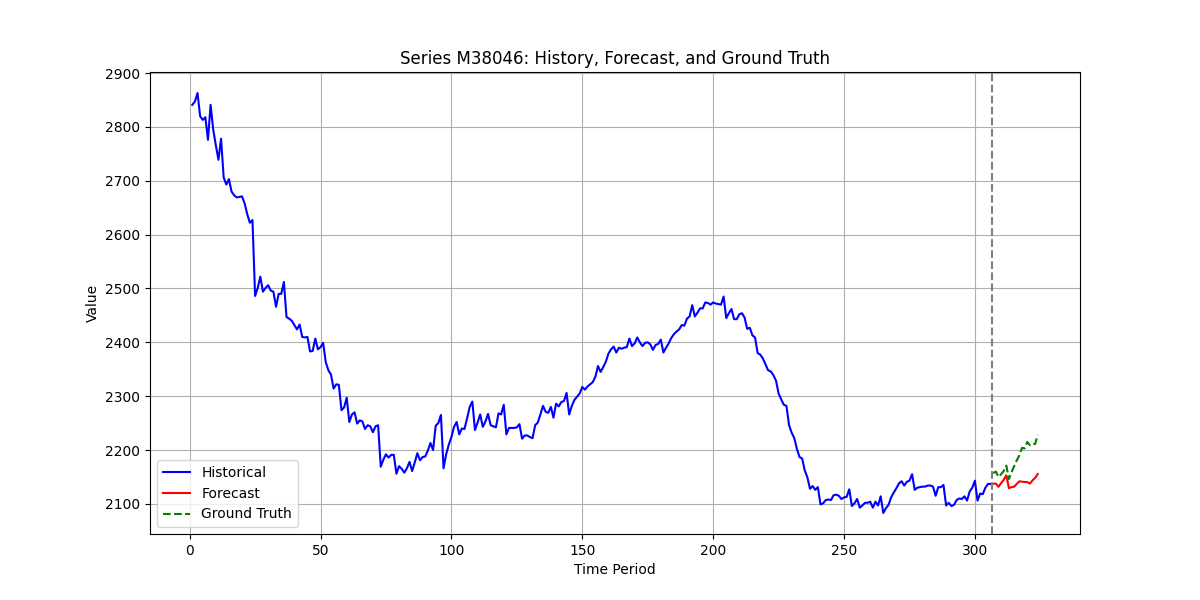 Series M38046: History, Forecast, and Ground Truth
Value
2900
2800
2700
2600
2500
2400
2300
2200
2100
Historical
Forecast
Ground Truth
0 50 100 150 200 250 300
Time Period